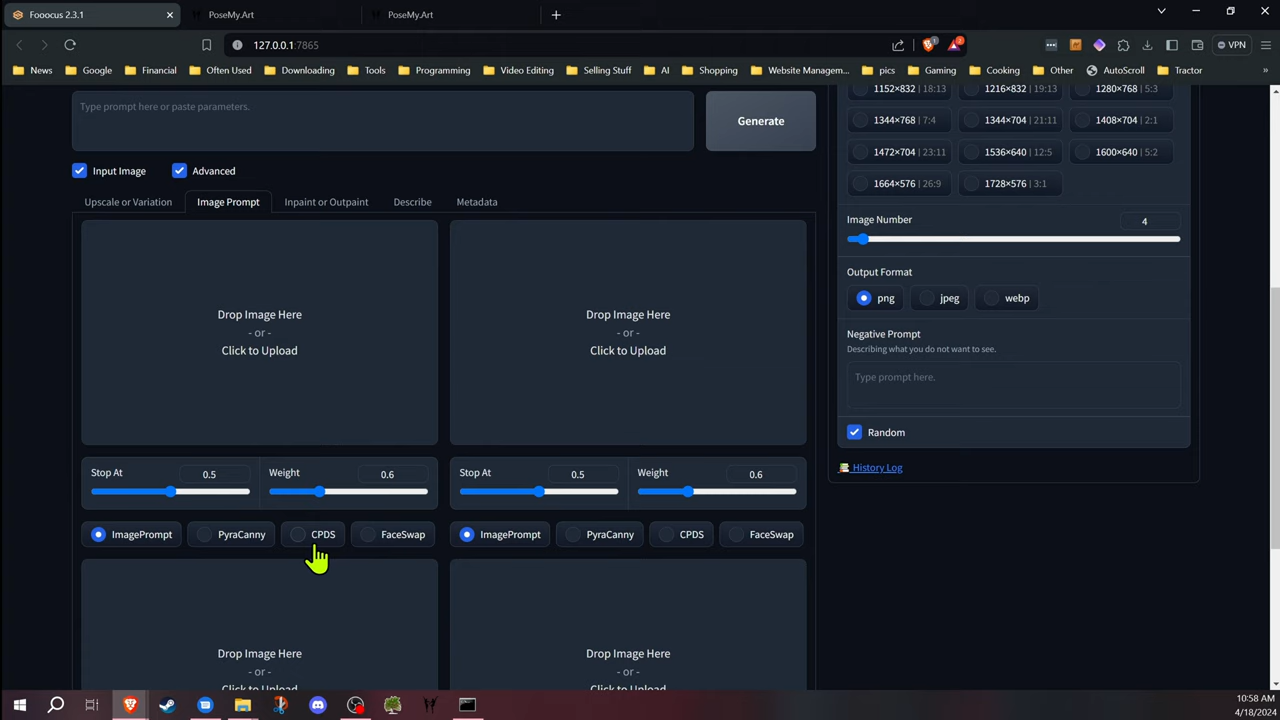 Fooocus 2.3.1
PoseMy.Art
PoseMy.Art
127.0.0.1:7865
VPN
News
Google
Financial
Often Used
Downloading
Tools
Programming
Video Editing
Selling Stuff
AI
Shopping
Website Managem...
pics
Gaming
Cooking
Other
AutoScroll
Tractor
Type prompt here or paste parameters.
Generate
Input Image
Advanced
Upscale or Variation
Image Prompt
Inpaint or Outpaint
Describe
Metadata
Drop Image Here
- or -
Click to Upload
Drop Image Here
- or -
Click to Upload
Stop At
0.5
Weight
0.6
Stop At
0.5
Weight
0.6
ImagePrompt
PyraCanny
CPDS
FaceSwap
ImagePrompt
PyraCanny
CPDS
FaceSwap
Drop Image Here
- or -
Click to Upload
Drop Image Here
- or -
Click to Upload
1152×832 | 18:13
1216×832 | 19:13
1280×768 | 5:3
1344×768 | 7:4
1344×704 | 21:11
1408×704 | 2:1
1472×704 | 23:11
1536×640 | 12:5
1600×640 | 5:2
1664×576 | 26:9
1728×576 | 3:1
Image Number
4
Output Format
png
jpeg
webp
Negative Prompt
Describing what you do not want to see.
Type prompt here.
Random
History Log
10:58 AM
4/18/2024